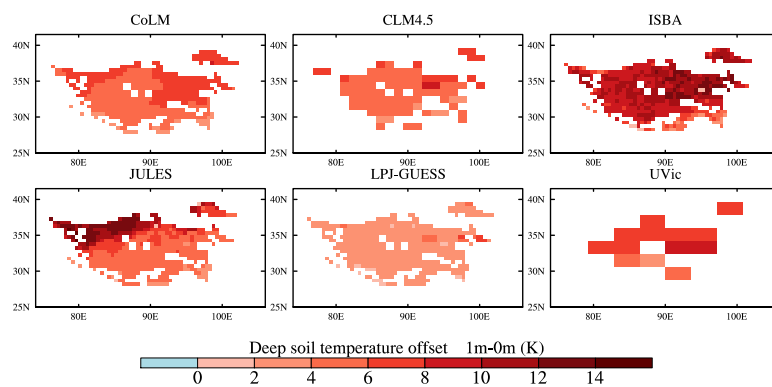 CoLM CLM4.5 ISBA
40N 40N 40N
35N 35N 35N
30N 30N 30N
25N 25N 25N
80E 90E 100E 80E 90E 100E 80E 90E 100E
JULES LPJ-GUESS UVic
40N 40N 40N
35N 35N 35N
30N 30N 30N
25N 25N 25N
80E 90E 100E 80E 90E 100E 80E 90E 100E
Deep soil temperature offset 1m-0m (K)
0 2 4 6 8 10 12 14